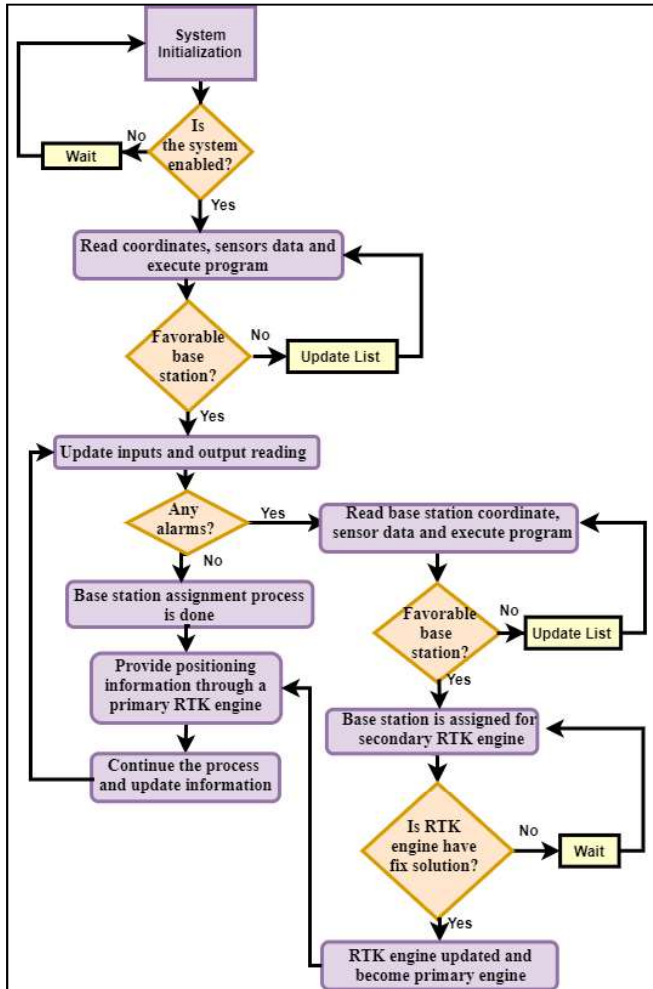 System
Initialization
Is
the system
enabled?
No
Wait
Yes
Read coordinates, sensors data and
execute program
Favorable
base
station?
No
Update List
Yes
Update inputs and output reading
Any
alarms?
Yes
Read base station coordinate,
sensor data and execute program
No
Base station assignment process
is done
Favorable
base
station?
No
Update List
Provide positioning
information through a
primary RTK engine
Yes
Base station is assigned for
secondary RTK engine
Continue the process
and update information
Is RTK
engine have
fix solution?
No
Wait
Yes
RTK engine updated and
become primary engine